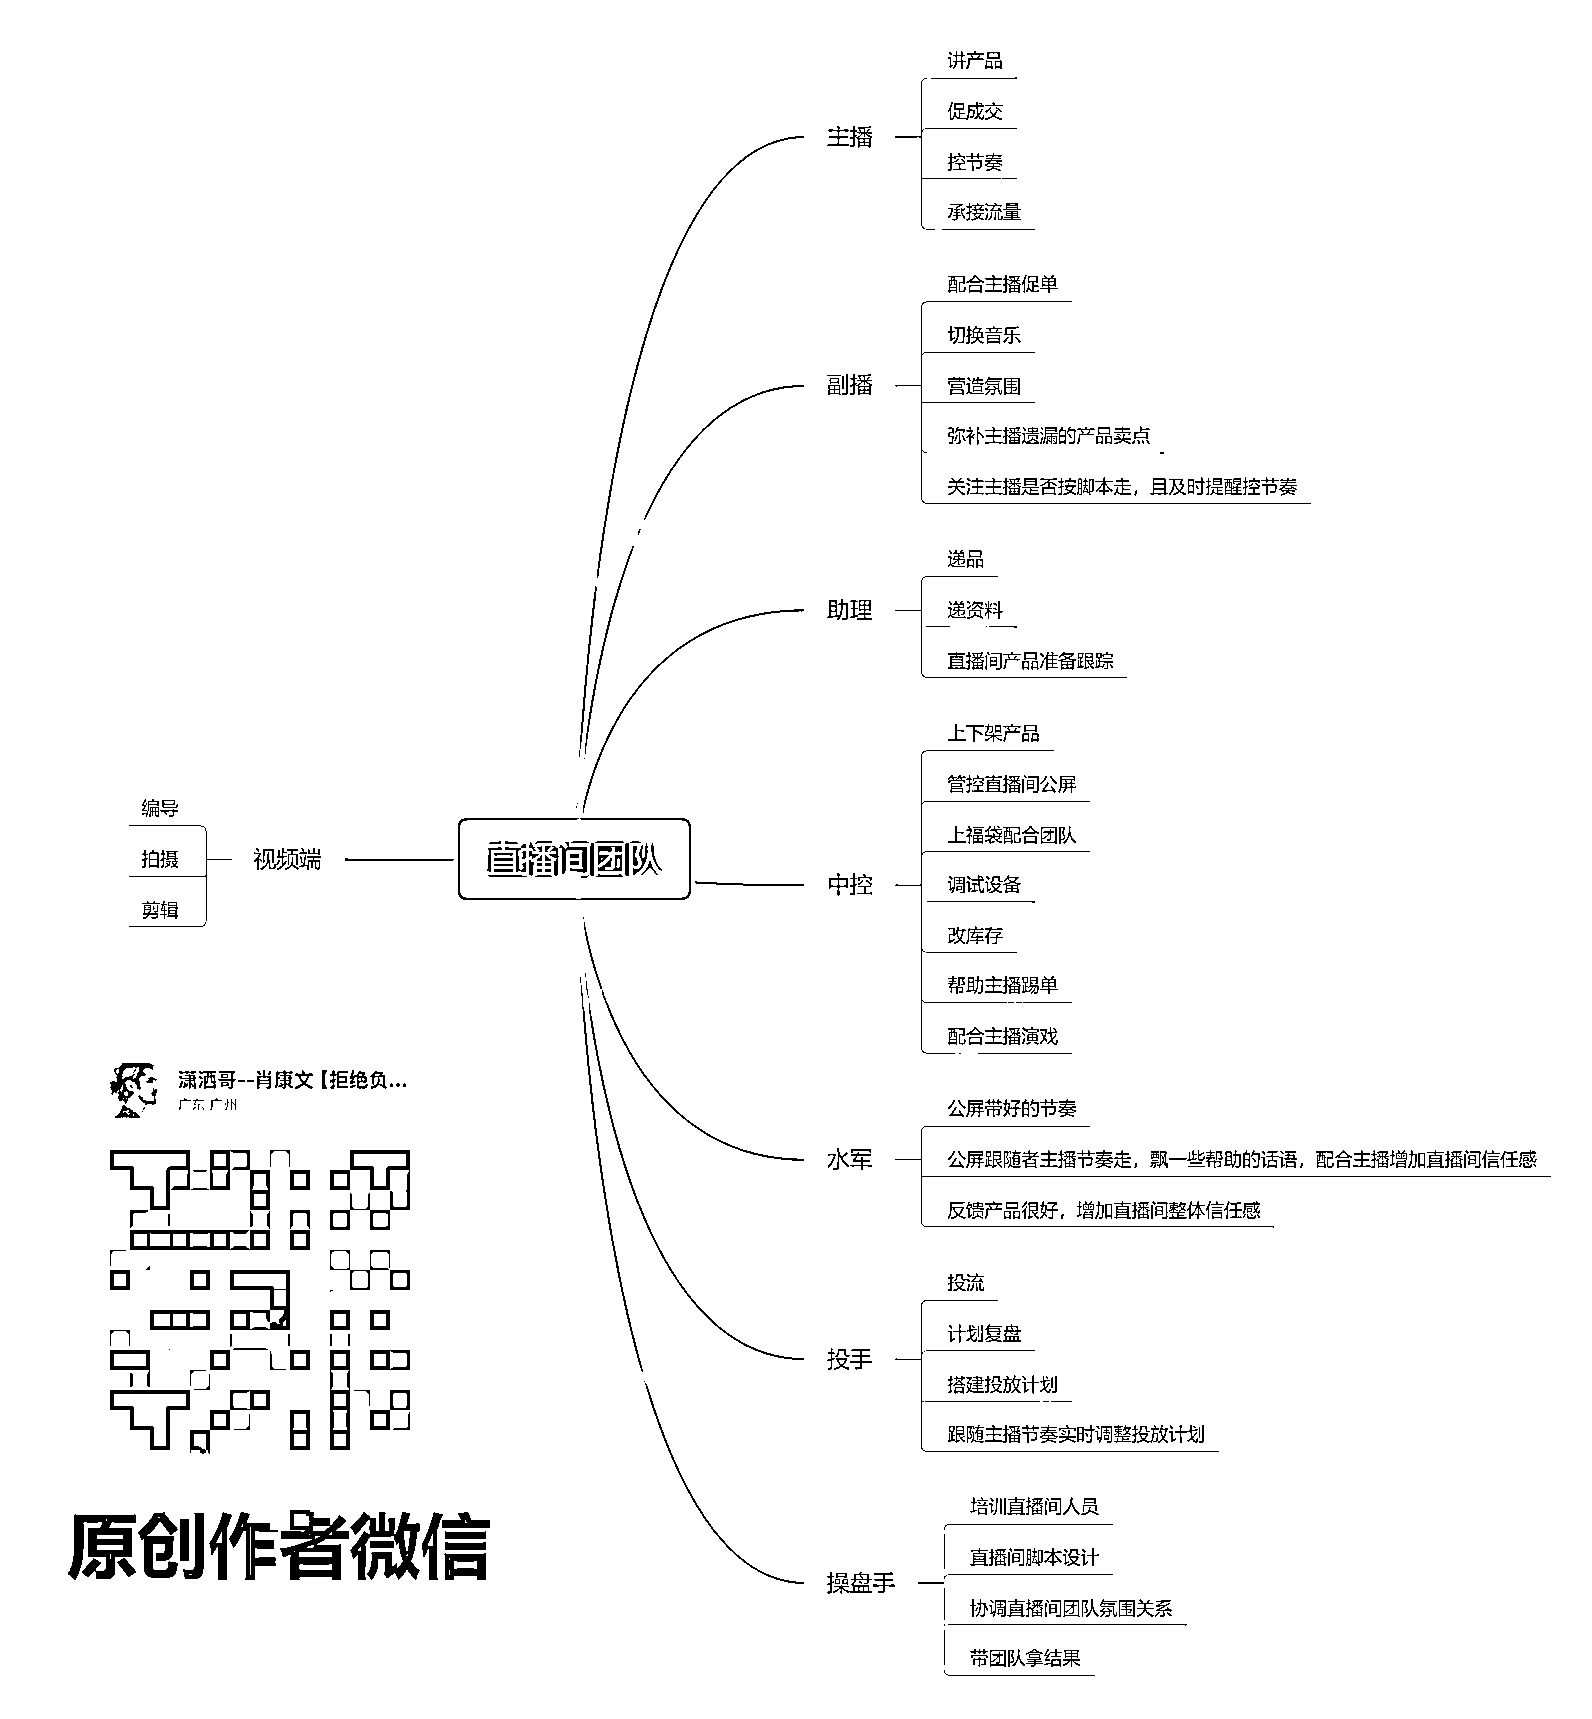 直播间团队
主播
讲产品
促成交
控节奏
承接流量
副播
配合主播促单
切换音乐
营造氛围
弥补主播遗漏的产品卖点
关注主播是否按脚本走，且及时提醒控节奏
助理
递品
递资料
直播间产品准备跟踪
中控
上下架产品
管控直播间公屏
上福袋配合团队
调试设备
改库存
帮助主播踢单
配合主播演戏
水军
公屏带好的节奏
公屏跟随者主播节奏走，飘一些帮助的话语，配合主播增加直播间信任感
反馈产品很好，增加直播间整体信任感
投手
投流
计划复盘
搭建投放计划
跟随主播节奏实时调整投放计划
操盘手
培训直播间人员
直播间脚本设计
协调直播间团队氛围关系
带团队拿结果
视频端
编导
拍摄
剪辑
潇洒哥--肖康文【拒绝负...
广东 广州
原创作者微信